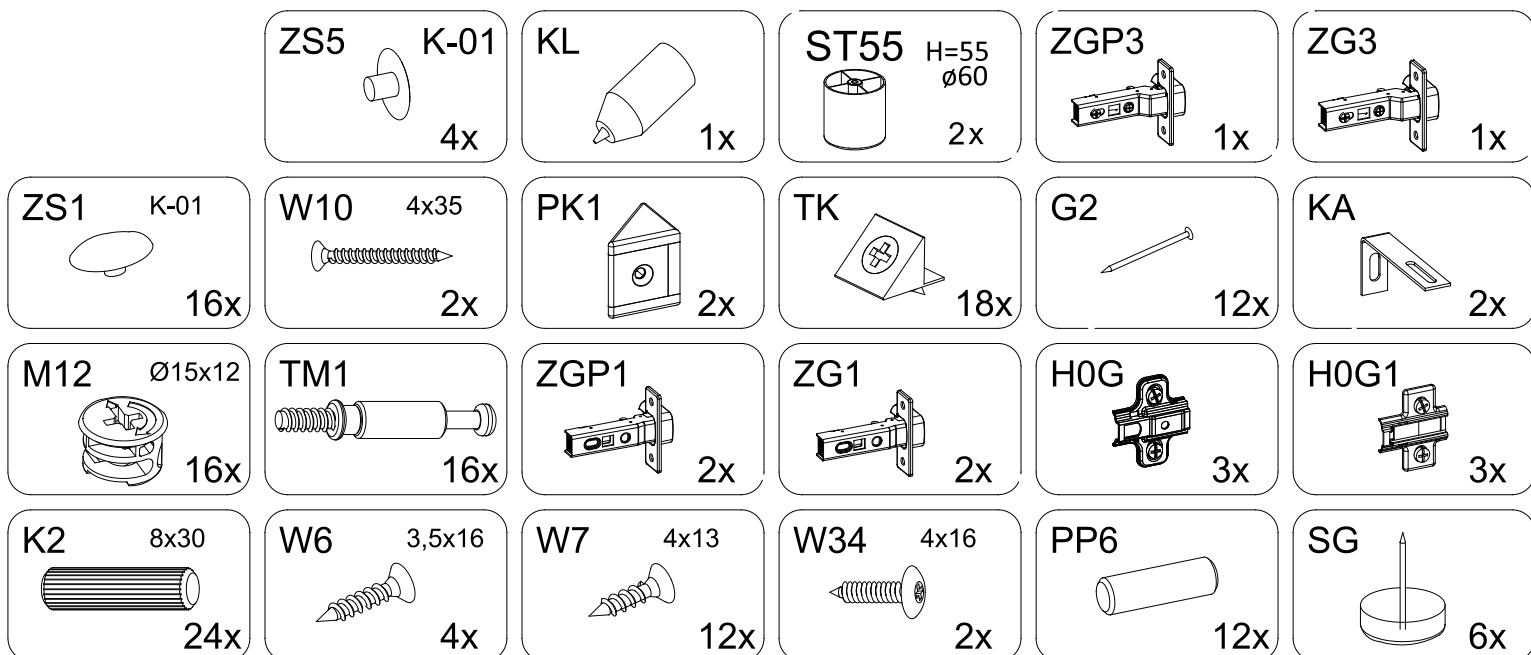 ZS5 K-01
4x
KL
1x
ST55 H=55
ø60
2x
ZGP3
1x
ZG3
1x
ZS1 K-01
16x
W10 4x35
2x
PK1
2x
TK
18x
G2
12x
KA
2x
M12 Ø15x12
16x
TM1
16x
ZGP1
2x
ZG1
2x
H0G
3x
H0G1
3x
K2 8x30
24x
W6 3,5x16
4x
W7 4x13
12x
W34 4x16
2x
PP6
12x
SG
6x